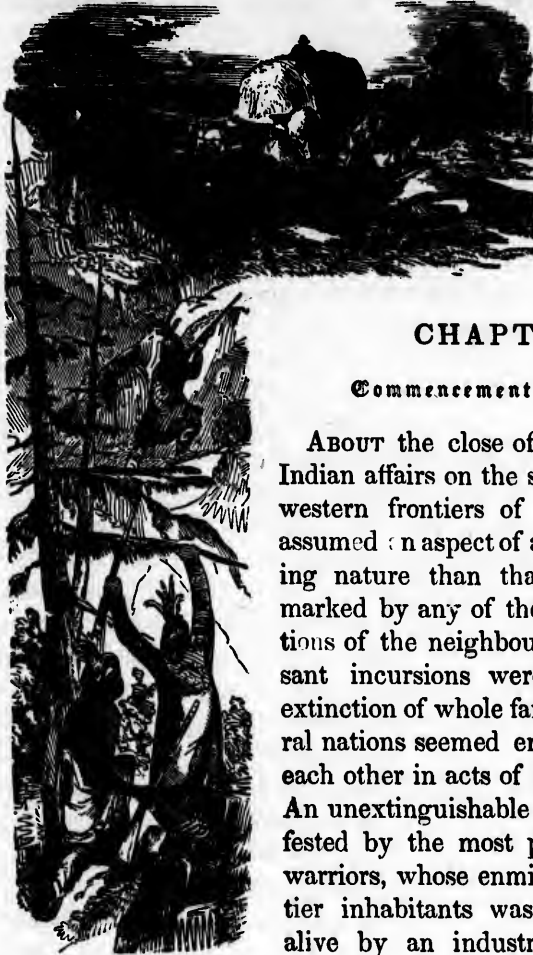 CHAPT
Commencement
ABOUT the close of
Indian affairs on the s
western frontiers of
assumed n aspect of a
ing nature than tha
marked by any of the
tions of the neighbou
sant incursions wer
extinction of whole fa
ral nations seemed e
each other in acts of
An unextinguishable
fested by the most p
warriors, whose enmi
tier inhabitants was
alive by an industr